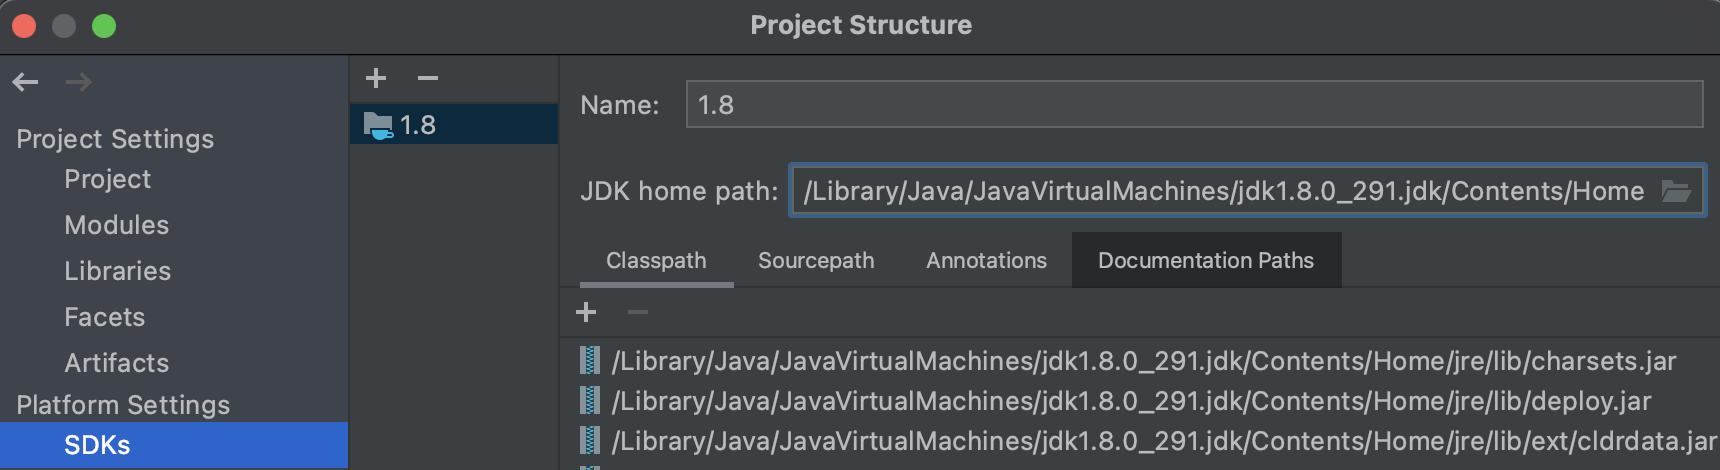 Project Structure
Project Settings
Project
Modules
Libraries
Facets
Artifacts
Platform Settings
SDKs
1.8
Name: 1.8
JDK home path: /Library/Java/JavaVirtualMachines/jdk1.8.0_291.jdk/Contents/Home
Classpath Sourcepath Annotations Documentation Paths
/Library/Java/JavaVirtualMachines/jdk1.8.0_291.jdk/Contents/Home/jre/lib/charsets.jar
/Library/Java/JavaVirtualMachines/jdk1.8.0_291.jdk/Contents/Home/jre/lib/deploy.jar
/Library/Java/JavaVirtualMachines/jdk1.8.0_291.jdk/Contents/Home/jre/lib/ext/cldrdata.jar